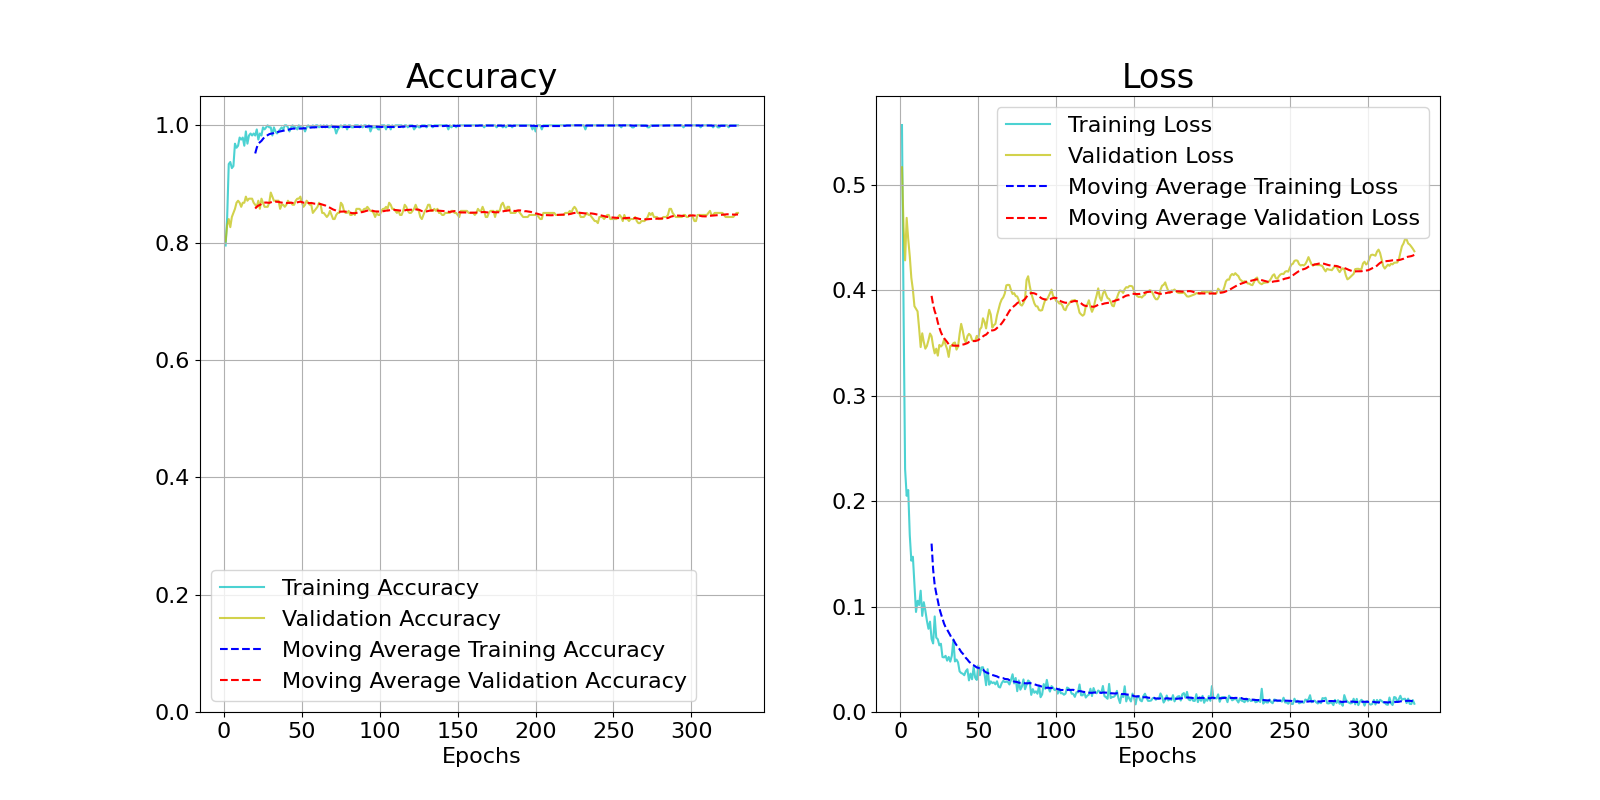 Accuracy
1.0
0.8
0.6
0.4
0.2
0.0
Training Accuracy
Validation Accuracy
Moving Average Training Accuracy
Moving Average Validation Accuracy
0 50 100 150 200 250 300
Epochs
Loss
0.5
0.4
0.3
0.2
0.1
0.0
Training Loss
Validation Loss
Moving Average Training Loss
Moving Average Validation Loss
0 50 100 150 200 250 300
Epochs